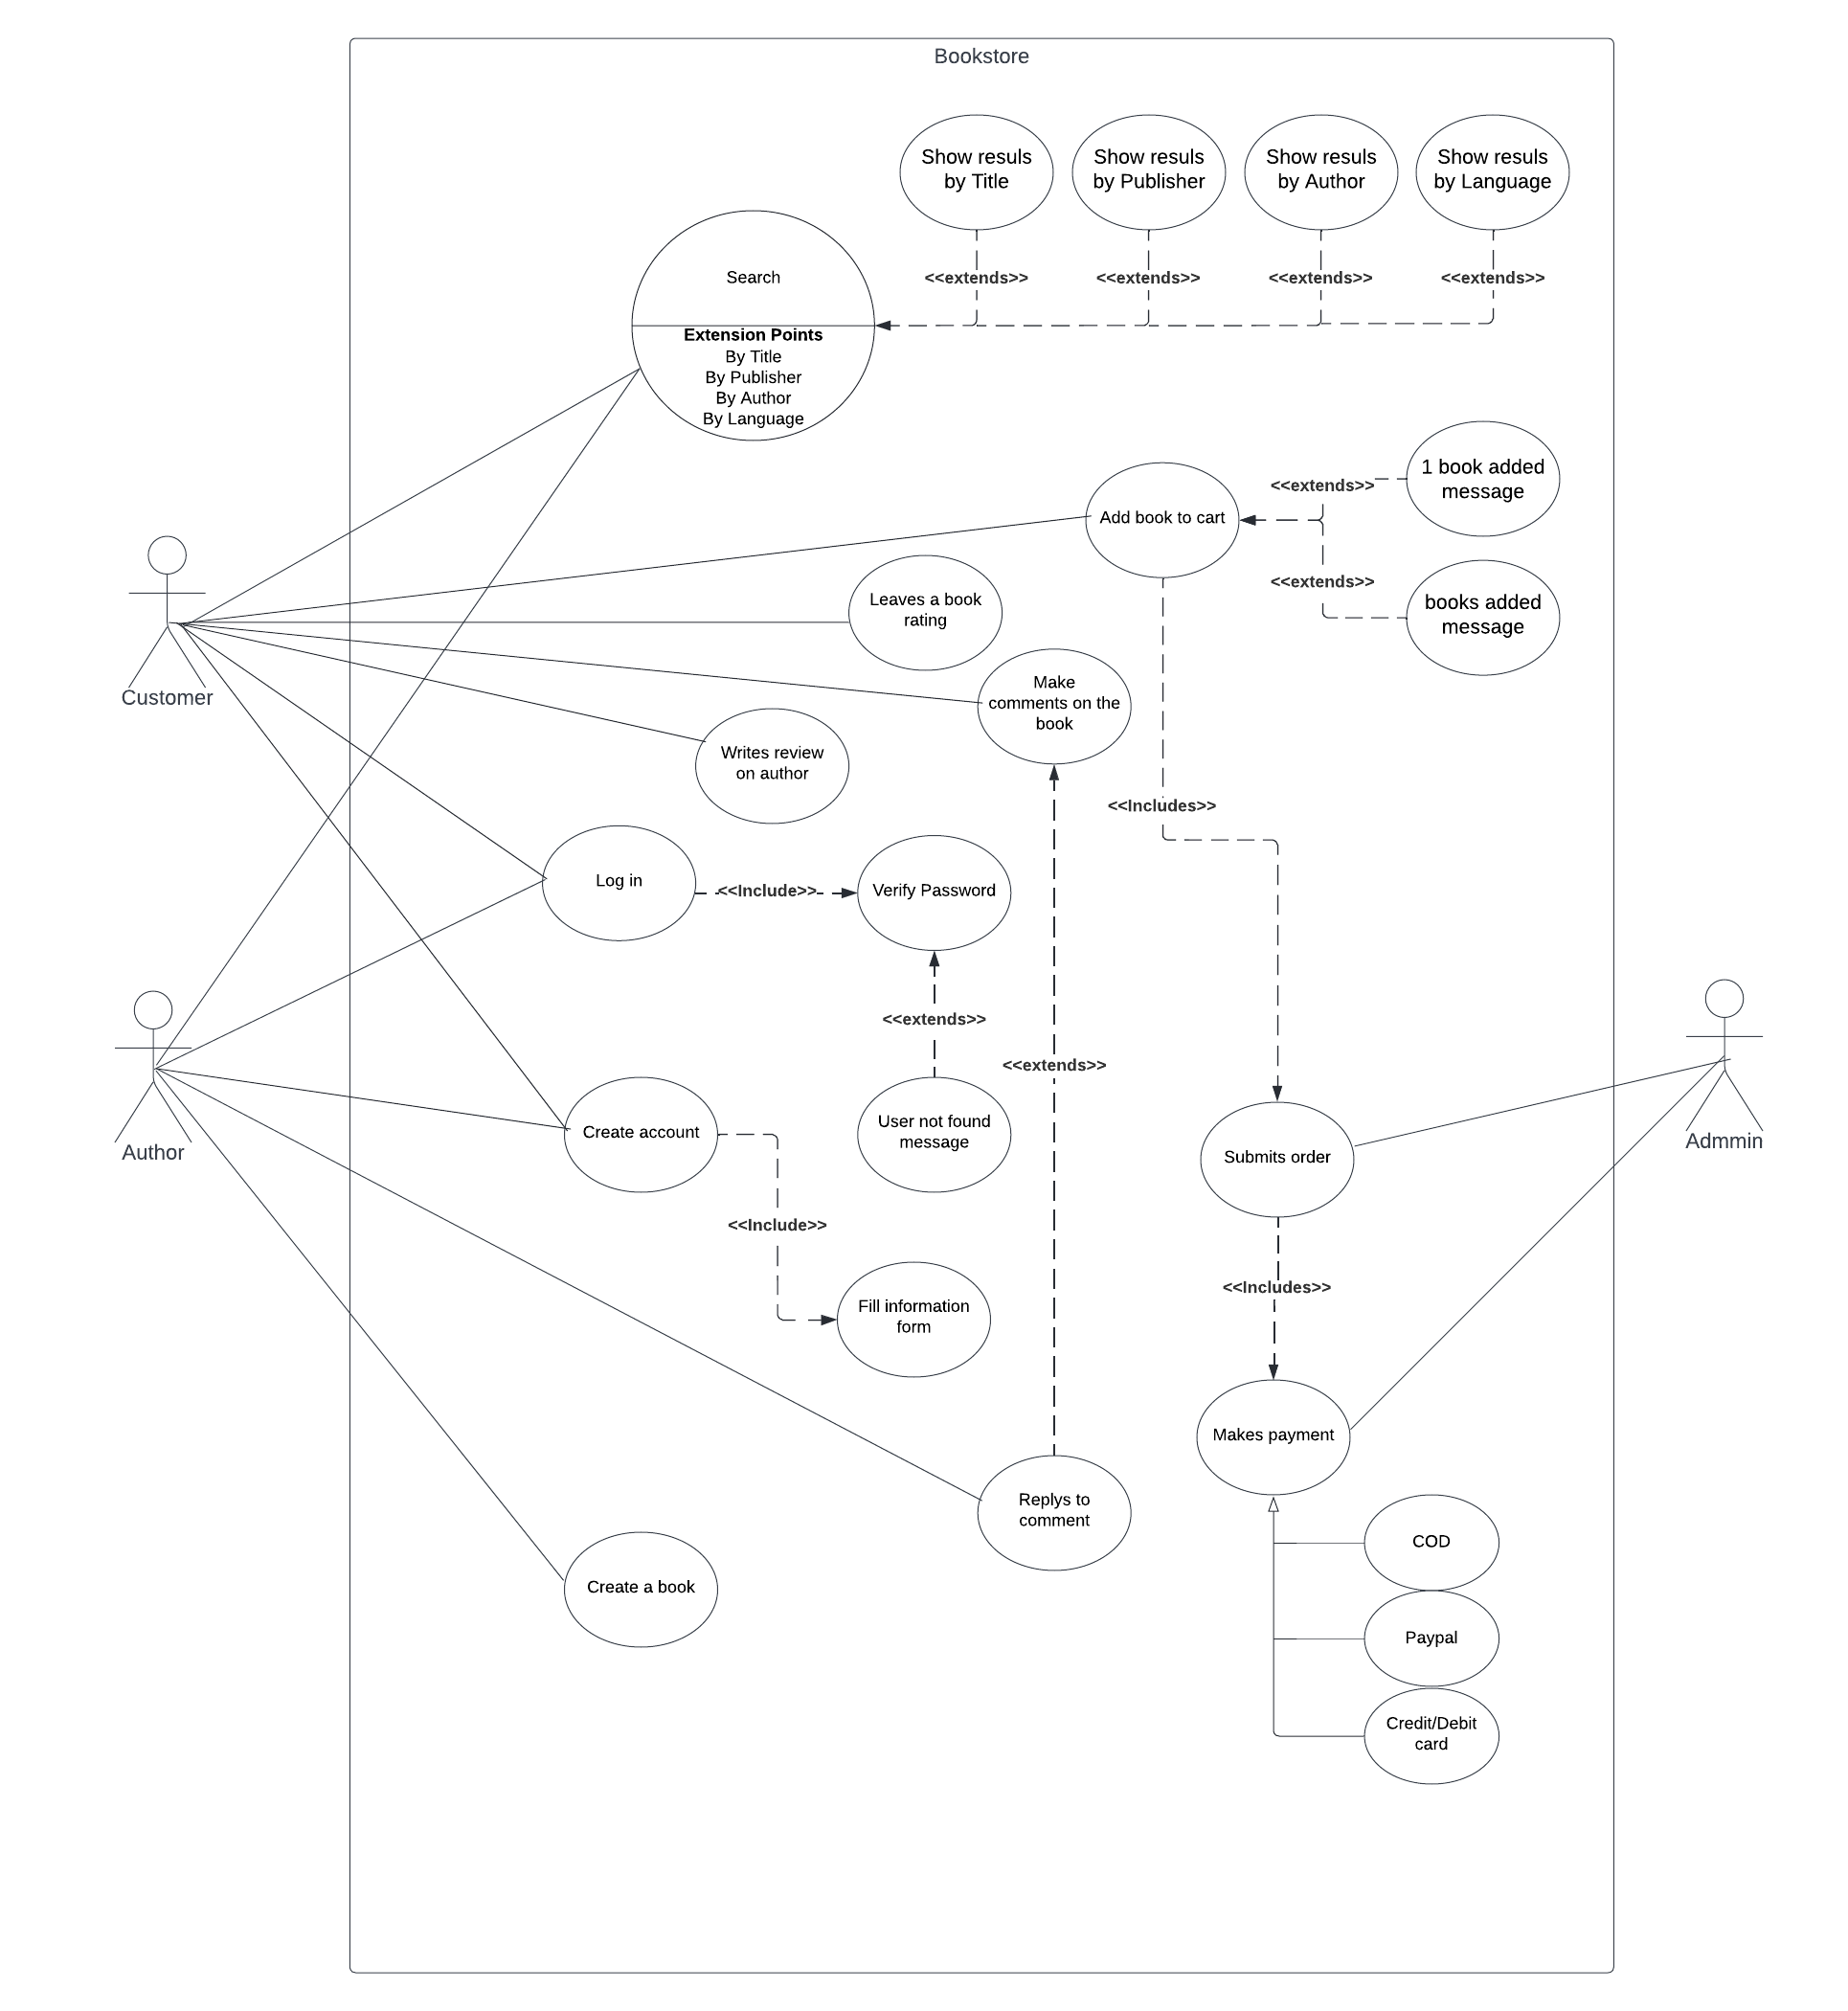 Bookstore
Show resuls
by Title
Show resuls
by Publisher
Show resuls
by Author
Show resuls
by Language
<<extends>>
<<extends>>
<<extends>>
<<extends>>
Search
Extension Points
By Title
By Publisher
By Author
By Language
1 book added
message
<<extends>>
Add book to cart
<<extends>>
books added
message
Leaves a book
rating
Customer
Make
comments on the
book
Writes review
on author
<<Includes>>
Log in
<<Include>>
Verify Password
<<extends>>
<<extends>>
Author
Create account
User not found
message
Submits order
Admmin
<<Include>>
<<Includes>>
Fill information
form
Makes payment
Replys to
comment
COD
Create a book
Paypal
Credit/Debit
card